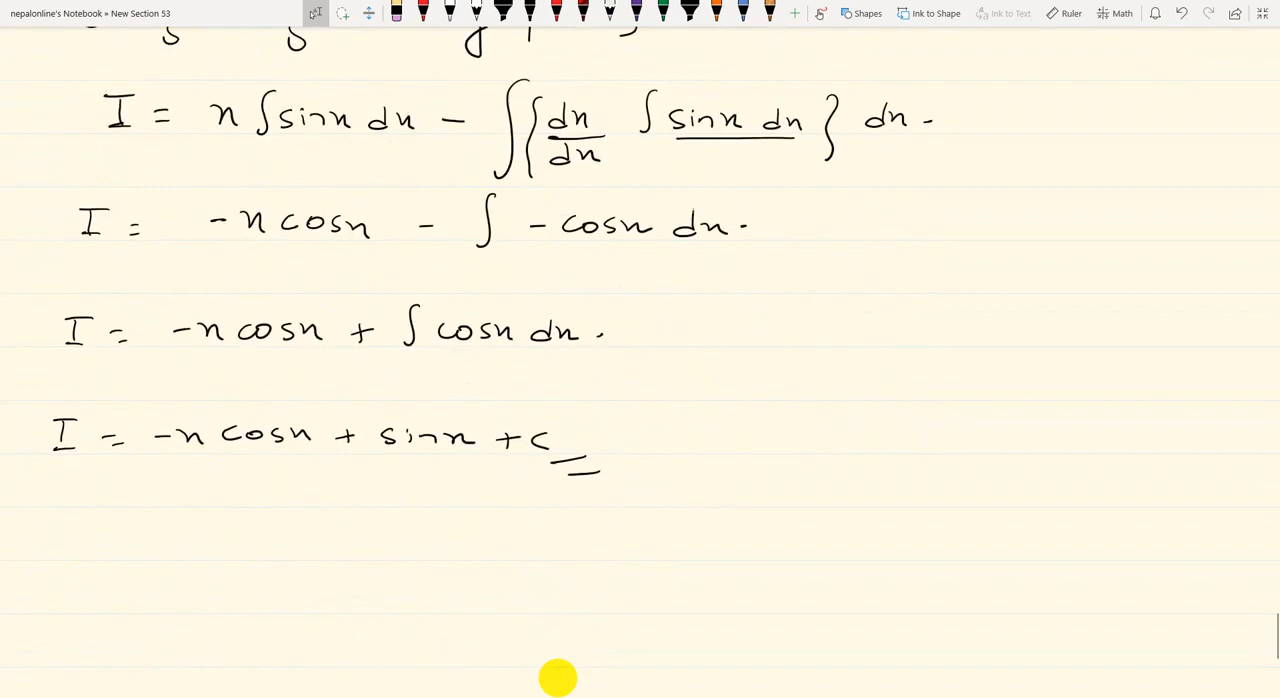 nepalonline's Notebook » New Section 53
Shapes Ink to Shape Ink to Text Ruler Math
I = x ∫ sinx dx - ∫ { dx/dx ∫ sinx dx } dx.
I = -x cosx - ∫ - cosx dx.
I = -x cosx + ∫ cosx dx.
I = -x cosx + sinx + c